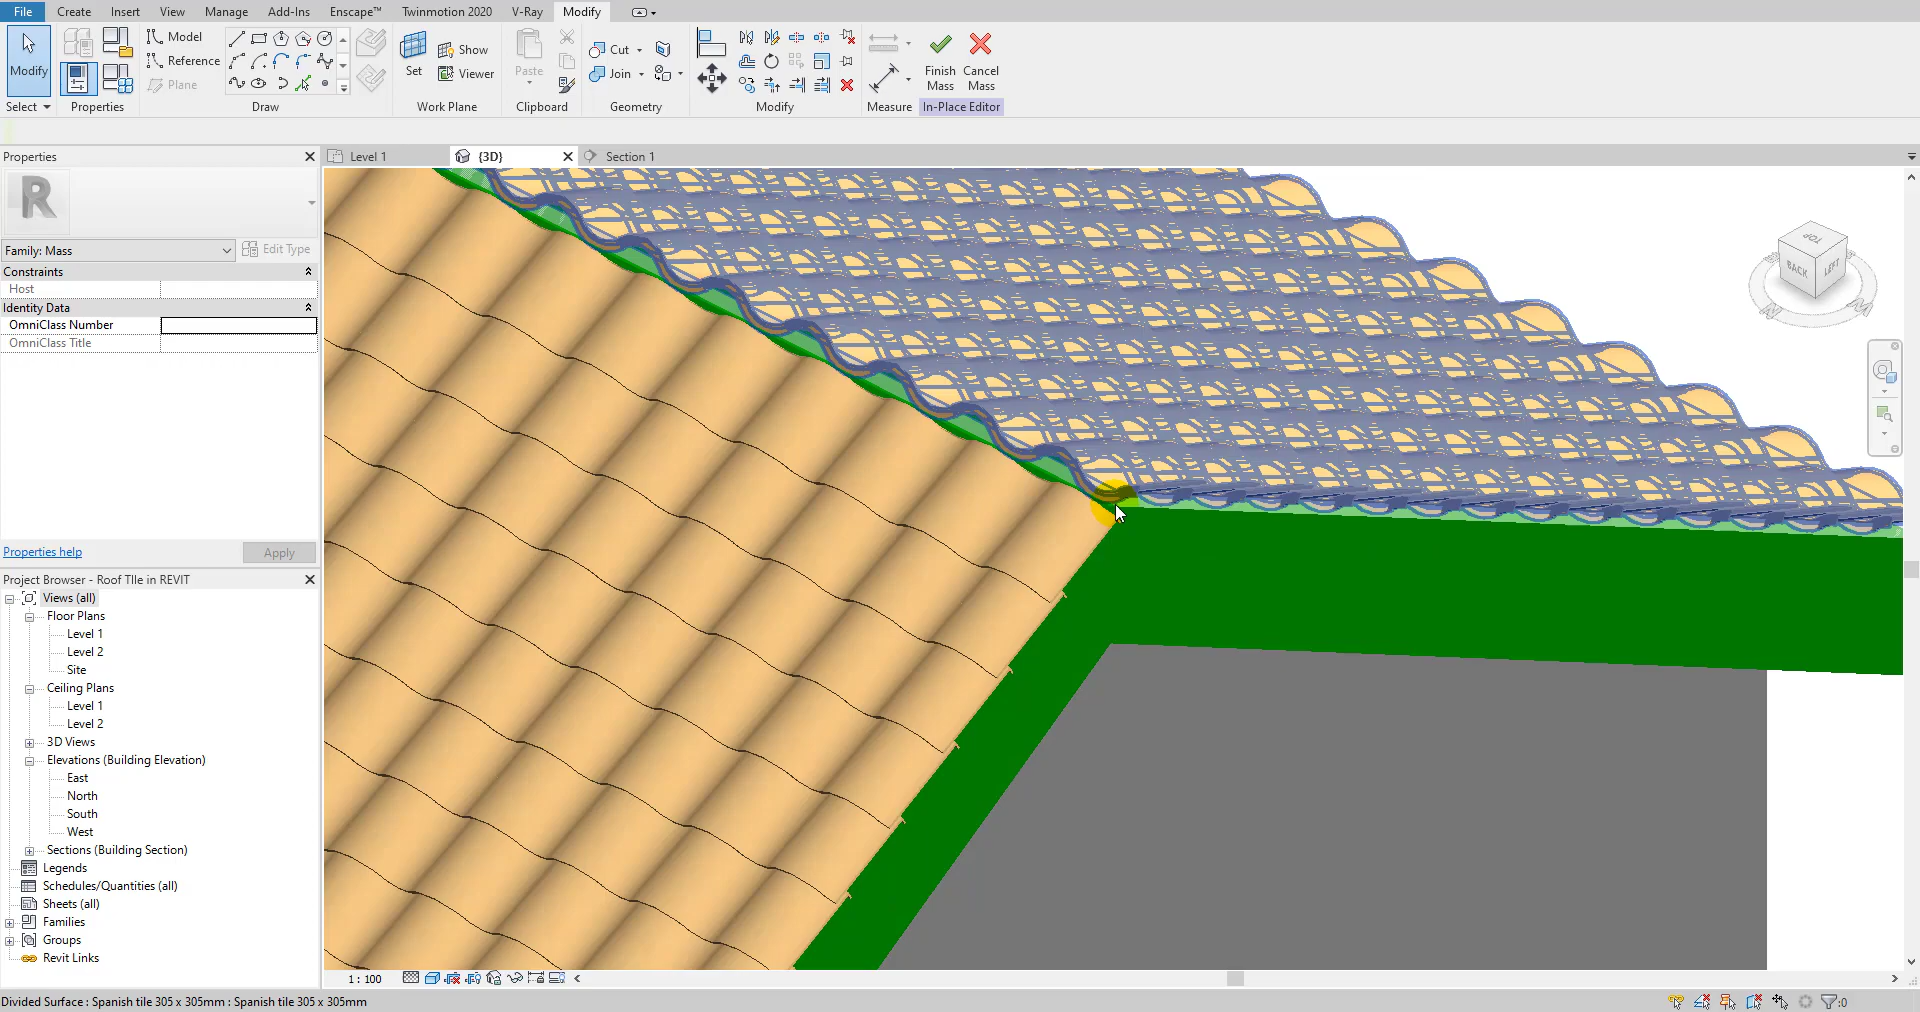 File Create Insert View Manage Add-Ins Enscape™ Twinmotion 2020 V-Ray Modify
Modify
Select
Properties
Model
Reference
Plane
Draw
Set
Show
Viewer
Work Plane
Paste
Clipboard
Cut
Join
Geometry
Modify
Measure
Finish Mass
Cancel Mass
In-Place Editor
Properties
Level 1 {3D} Section 1
R
Family: Mass Edit Type
Constraints
Host
Identity Data
OmniClass Number
OmniClass Title
Properties help Apply
TOP
BACK LEFT
Project Browser - Roof TIle in REVIT
Views (all)
Floor Plans
Level 1
Level 2
Site
Ceiling Plans
Level 1
Level 2
3D Views
Elevations (Building Elevation)
East
North
South
West
Sections (Building Section)
Legends
Schedules/Quantities (all)
Sheets (all)
Families
Groups
Revit Links
1 : 100
Divided Surface : Spanish tile 305 x 305mm : Spanish tile 305 x 305mm
:0